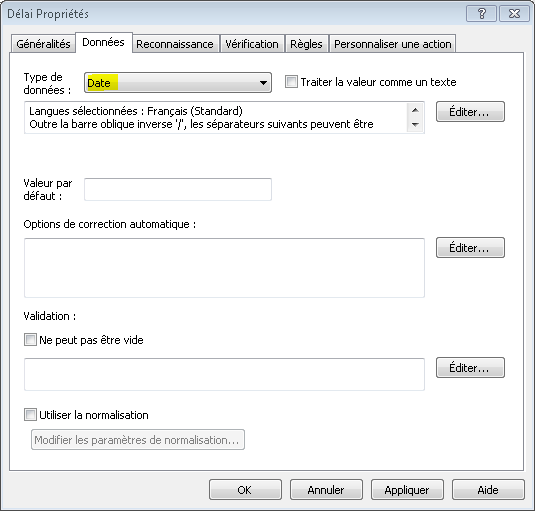 Délai Propriétés
Généralités
Données
Reconnaissance
Vérification
Règles
Personnaliser une action
Type de
données :
Date
Traiter la valeur comme un texte
Langues sélectionnées : Français (Standard)
Outre la barre oblique inverse '/', les séparateurs suivants peuvent être
Éditer...
Valeur par
défaut :
Options de correction automatique :
Éditer...
Validation :
Ne peut pas être vide
Éditer...
Utiliser la normalisation
Modifier les paramètres de normalisation...
OK
Annuler
Appliquer
Aide